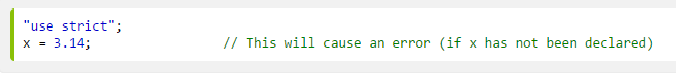 "use strict";
x = 3.14;                // This will cause an error (if x has not been declared)